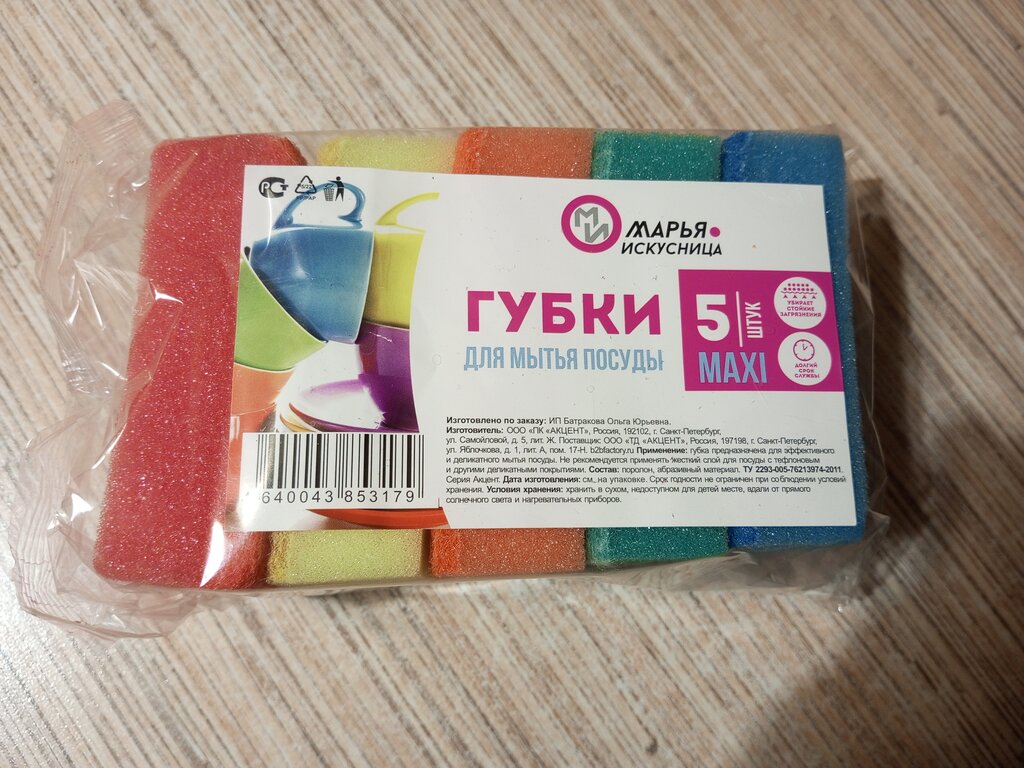 РСТ
МИ
МАРЬЯ
ИСКУСНИЦА
ГУБКИ
ДЛЯ МЫТЬЯ ПОСУДЫ
5
ШТУК
MAXI
УБИРАЕТ
СТОЙКИЕ
ЗАГРЯЗНЕНИЯ
ДОЛГИЙ
СРОК
СЛУЖБЫ
Изготовлено по заказу: ИП Батракова Ольга Юрьевна.
Изготовитель: ООО «ПК «АКЦЕНТ», Россия, 192102, г. Санкт-Петербург,
ул. Самойловой, д. 5, лит. Ж. Поставщик: ООО «ТД «АКЦЕНТ», Россия, 197198, г. Санкт-Петербург,
ул. Яблочкова, д. 1, лит. А, пом. 17-Н. b2bfactory.ru Применение: губка предназначена для эффективного
и деликатного мытья посуды. Не рекомендуется применять жесткий слой для посуды с тефлоновым
и другими деликатными покрытиями. Состав: поролон, абразивный материал. ТУ 2293-005-76213974-2011.
Серия Акцент. Дата изготовления: см. на упаковке. Срок годности не ограничен при соблюдении условий
хранения. Условия хранения: хранить в сухом, недоступном для детей месте, вдали от прямого
солнечного света и нагревательных приборов.
640043 853179